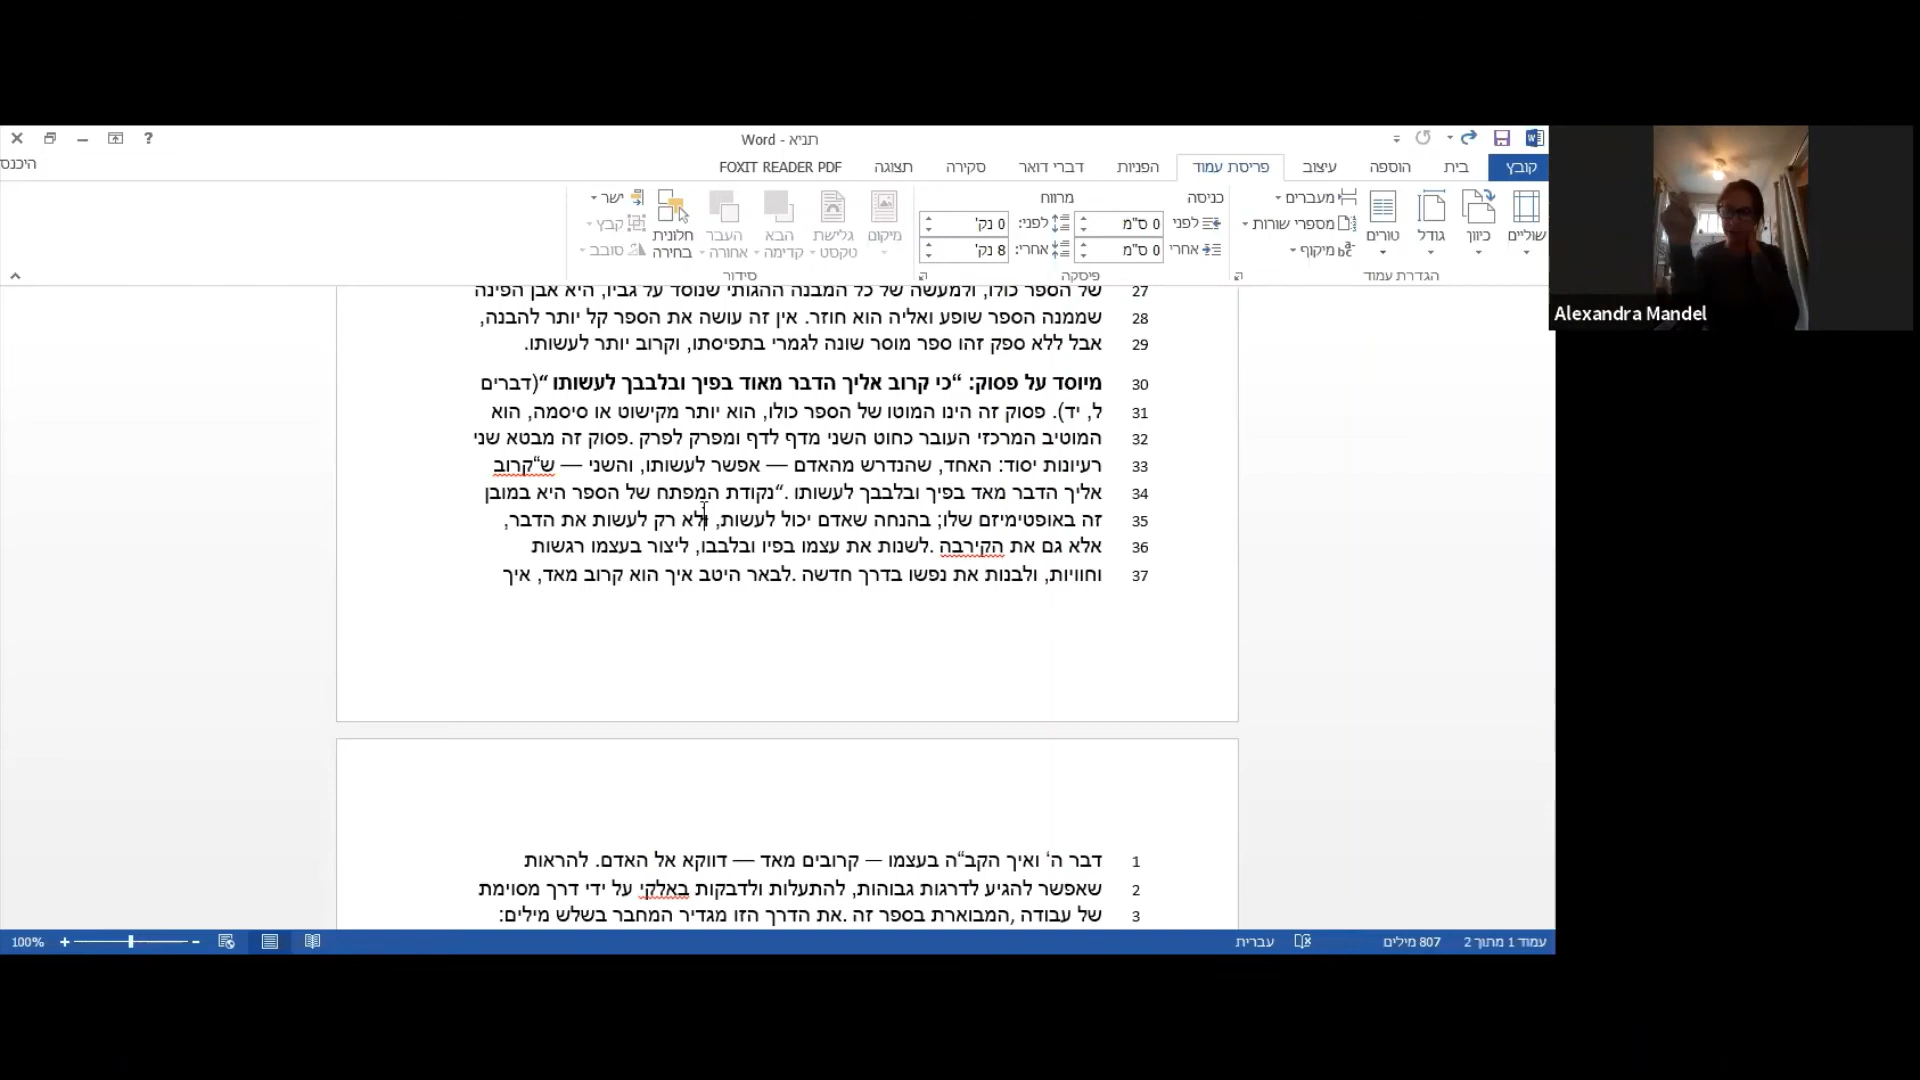 תניא - Word
קובץ
בית
הוספה
עיצוב
פריסת עמוד
הפניות
דברי דואר
סקירה
תצוגה
FOXIT READER PDF
היכנס
שוליים
כיוון
גודל
טורים
מעברים
מספרי שורות
מיקוף
הגדרת עמוד
כניסה
לפני
0 ס"מ
אחרי
0 ס"מ
מרווח
לפני:
0 נק'
אחרי:
8 נק'
פיסקה
מיקום
גלישת טקסט
הבא קדימה
העבר אחורה
חלונית בחירה
ישר
קבץ
סובב
סידור
27 של הספר כולו, ולמעשה של כל המבנה ההגותי שנוסד על גביו, היא אבן הפינה
28 שממנה הספר שופע ואליה הוא חוזר. אין זה עושה את הספר קל יותר להבנה,
29 אבל ללא ספק זהו ספר מוסר שונה לגמרי בתפיסתו, וקרוב יותר לעשותו.
30 מיוסד על פסוק: “כי קרוב אליך הדבר מאוד בפיך ובלבבך לעשותו “(דברים
31 ל, יד). פסוק זה הינו המוטו של הספר כולו, הוא יותר מקישוט או סיסמה, הוא
32 המוטיב המרכזי העובר כחוט השני מדף לדף ומפרק לפרק .פסוק זה מבטא שני
33 רעיונות יסוד: האחד, שהנדרש מהאדם — אפשר לעשותו, והשני — ש“קרוב
34 אליך הדבר מאד בפיך ובלבבך לעשותו .“נקודת המפתח של הספר היא במובן
35 זה באופטימיזם שלו; בהנחה שאדם יכול לעשות, ולא רק לעשות את הדבר,
36 אלא גם את הקירבה .לשנות את עצמו בפיו ובלבבו, ליצור בעצמו רגשות
37 וחוויות, ולבנות את נפשו בדרך חדשה .לבאר היטב איך הוא קרוב מאד, איך
1 דבר ה' ואיך הקב“ה בעצמו — קרובים מאד — דווקא אל האדם. להראות
2 שאפשר להגיע לדרגות גבוהות, להתעלות ולדבקות באלקי על ידי דרך מסוימת
3 של עבודה ,המבוארת בספר זה .את הדרך הזו מגדיר המחבר בשלש מילים:
עמוד 1 מתוך 2
807 מילים
עברית
100%
Alexandra Mandel